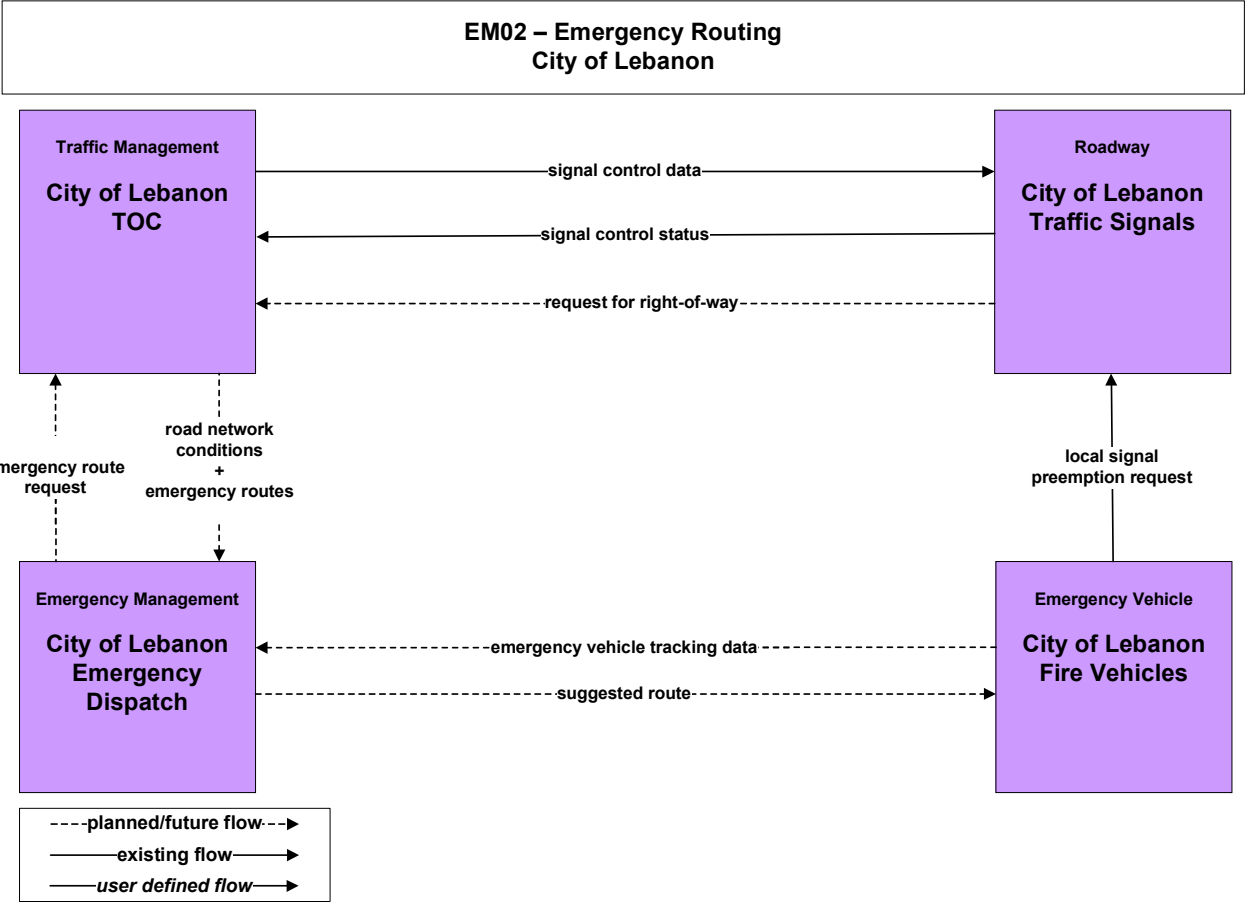 EM02 – Emergency Routing
City of Lebanon
Traffic Management
City of Lebanon
TOC
Roadway
City of Lebanon
Traffic Signals
signal control data
signal control status
request for right-of-way
mergency route
request
road network
conditions
+
emergency routes
local signal
preemption request
Emergency Management
City of Lebanon
Emergency
Dispatch
Emergency Vehicle
City of Lebanon
Fire Vehicles
emergency vehicle tracking data
suggested route
planned/future flow
existing flow
user defined flow